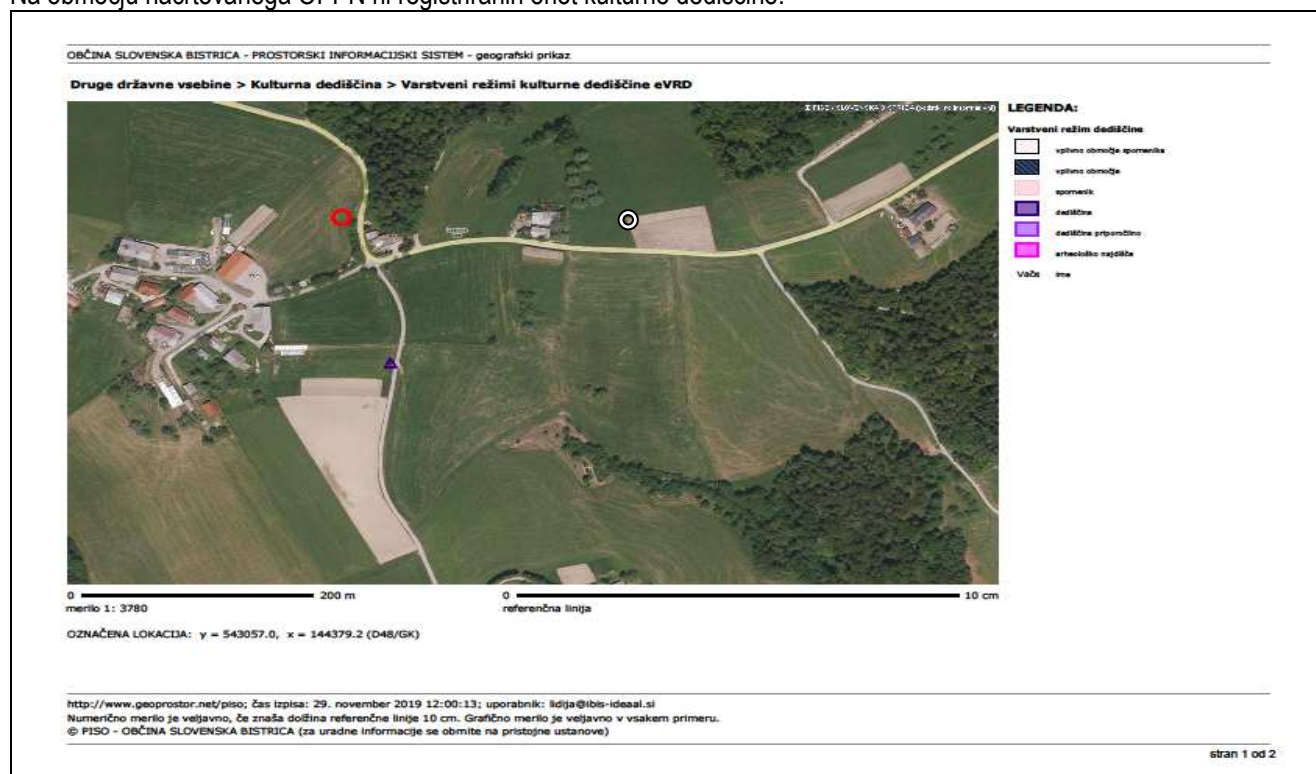 Na območju načrtovanega OPPN ni registriranih enot kulturne dediščine.
OBČINA SLOVENSKA BISTRICA - PROSTORSKI INFORMACIJSKI SISTEM - geografski prikaz
Druge državne vsebine > Kulturna dediščina > Varstveni režimi kulturne dediščine eVRD
LEGENDA:
Varstveni režim dediščine
vplivno območje spomenika
vplivno območje
spomenik
dediščina
dediščina priporočilno
arheološko najdišče
Vače ime
0 200 m
merilo 1: 3780
0 10 cm
referenčna linija
OZNAČENA LOKACIJA: y = 543057.0, x = 144379.2 (D48/GK)
http://www.geoprostor.net/piso; čas izpisa: 29. november 2019 12:00:13; uporabnik: lidija@ibis-ideaal.si
Numerično merilo je veljavno, če znaša dolžina referenčne linije 10 cm. Grafično merilo je veljavno v vsakem primeru.
© PISO - OBČINA SLOVENSKA BISTRICA (za uradne informacije se obrnite na pristojne ustanove)
stran 1 od 2